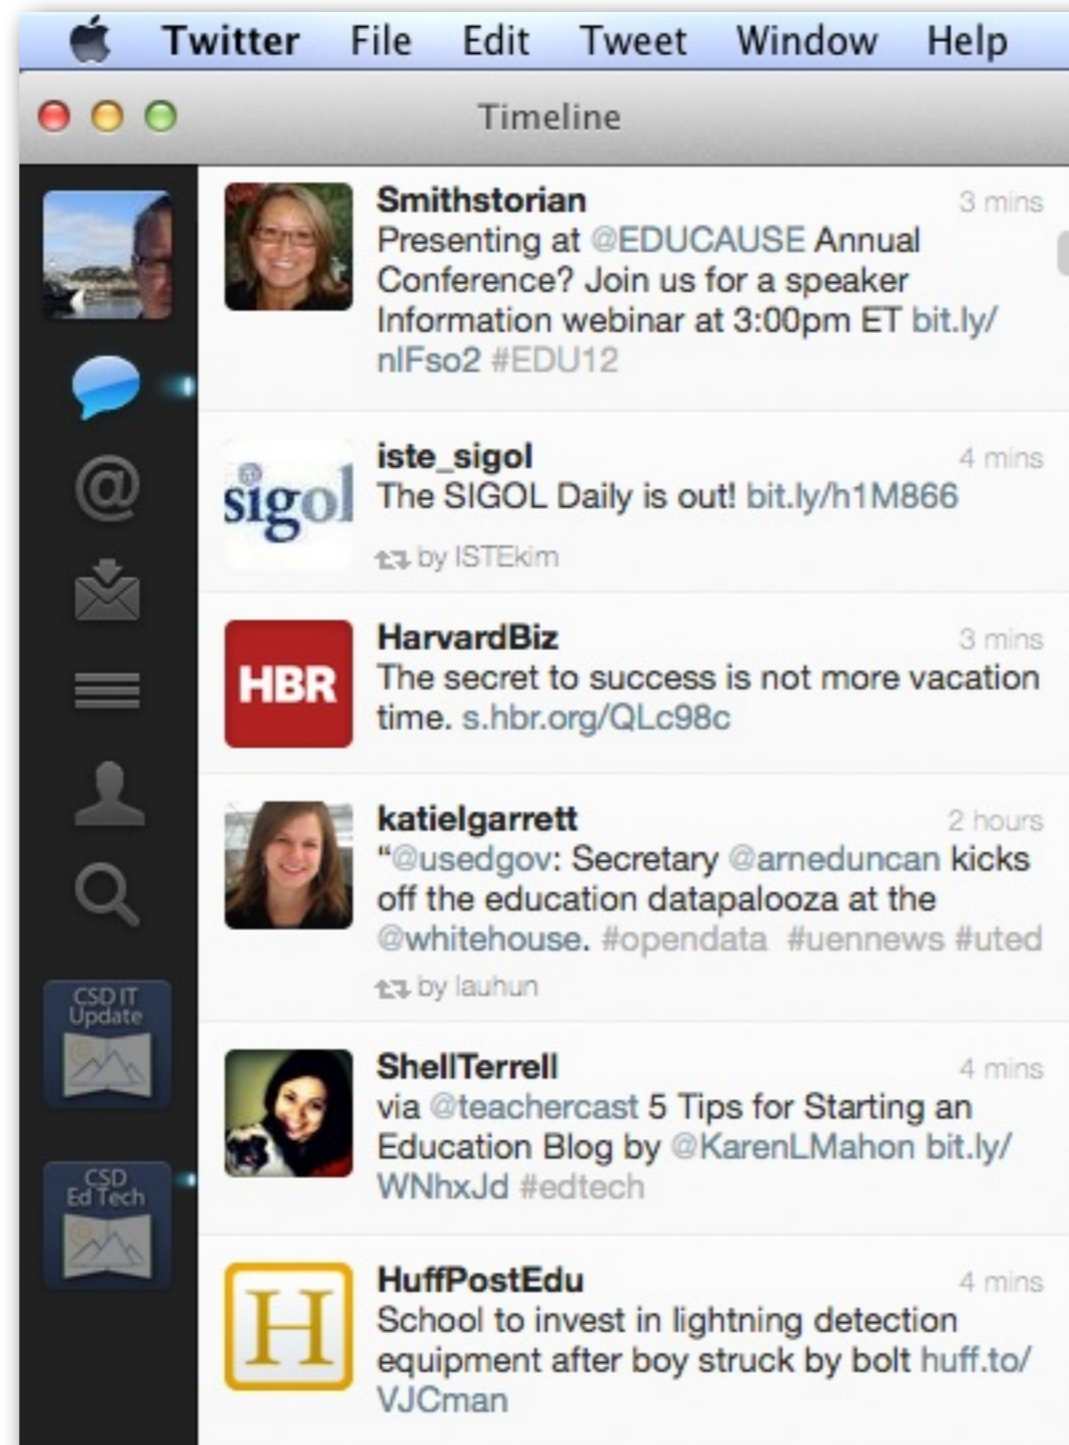 Twitter File Edit Tweet Window Help
Timeline
Smithstorian 3 mins
Presenting at @EDUCAUSE Annual
Conference? Join us for a speaker
Information webinar at 3:00pm ET bit.ly/
nlFso2 #EDU12
sigol
iste_sigol 4 mins
The SIGOL Daily is out! bit.ly/h1M866
by ISTEkim
HBR
HarvardBiz 3 mins
The secret to success is not more vacation
time. s.hbr.org/QLc98c
katielgarrett 2 hours
“@usedgov: Secretary @arneduncan kicks
off the education datapalooza at the
@whitehouse. #opendata #uennews #uted
by lauhun
CSD IT
Update
ShellTerrell 4 mins
via @teachercast 5 Tips for Starting an
Education Blog by @KarenLMahon bit.ly/
WNhxJd #edtech
CSD
Ed Tech
H
HuffPostEdu 4 mins
School to invest in lightning detection
equipment after boy struck by bolt huff.to/
VJCman